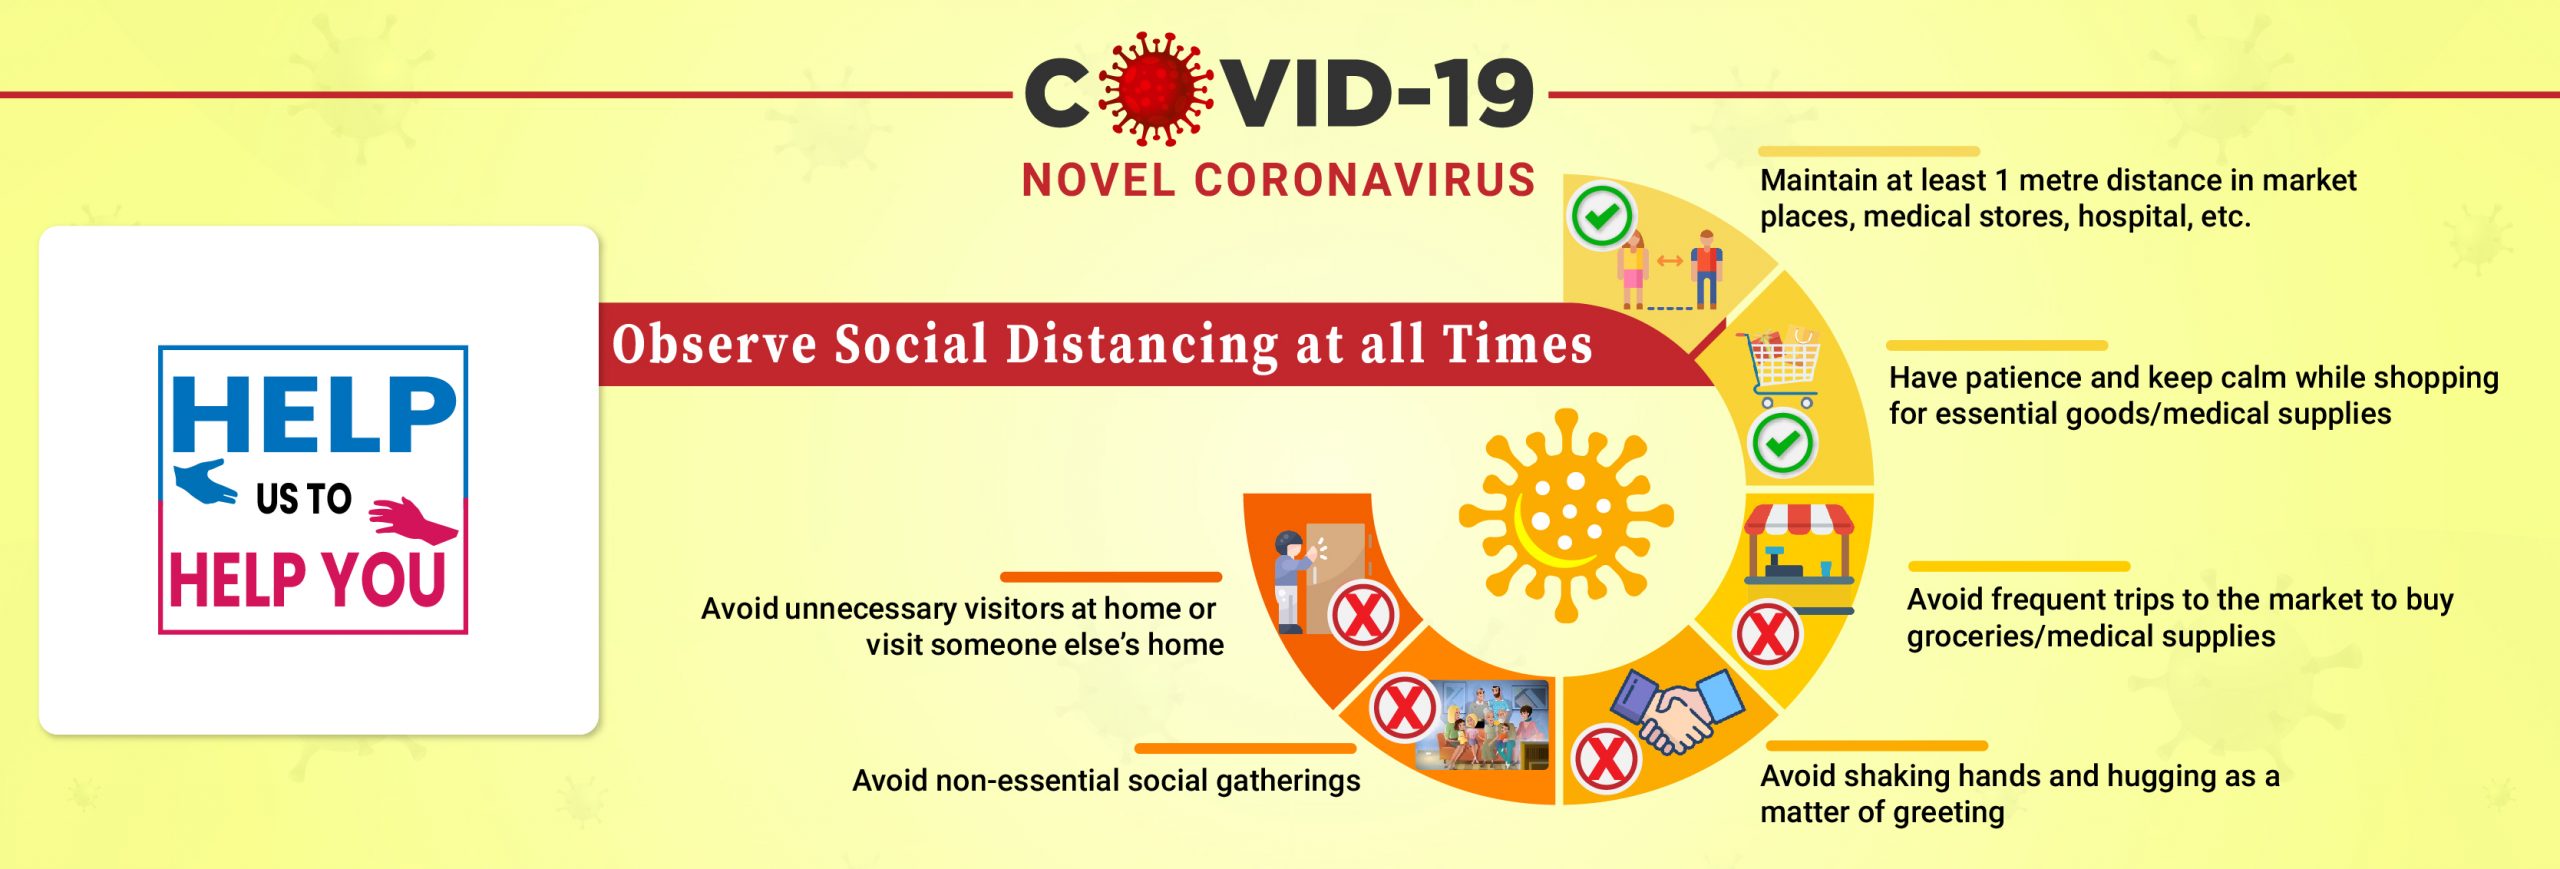 COVID-19
NOVEL CORONAVIRUS
HELP
US TO
HELP YOU
Observe Social Distancing at all Times
Maintain at least 1 metre distance in market
places, medical stores, hospital, etc.
Have patience and keep calm while shopping
for essential goods/medical supplies
Avoid frequent trips to the market to buy
groceries/medical supplies
Avoid shaking hands and hugging as a
matter of greeting
Avoid non-essential social gatherings
Avoid unnecessary visitors at home or
visit someone else’s home